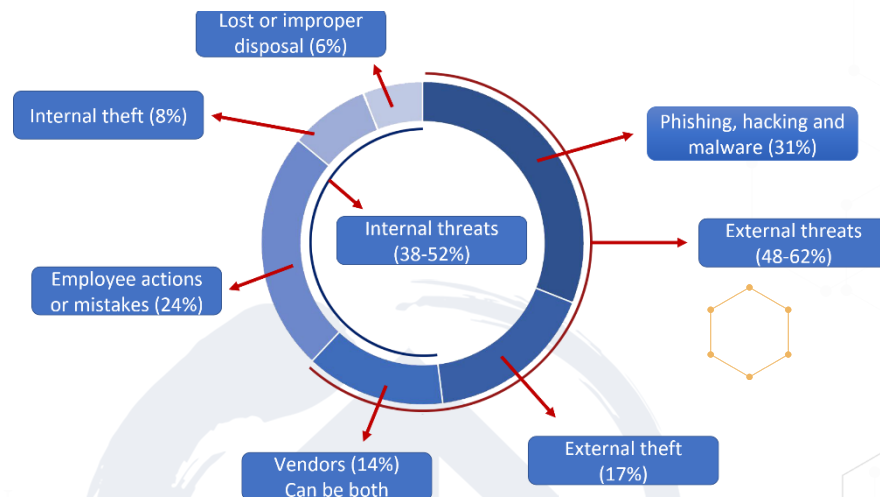 Lost or improper
disposal (6%)
Internal theft (8%)
Phishing, hacking and
malware (31%)
Internal threats
(38-52%)
External threats
(48-62%)
Employee actions
or mistakes (24%)
External theft
(17%)
Vendors (14%)
Can be both